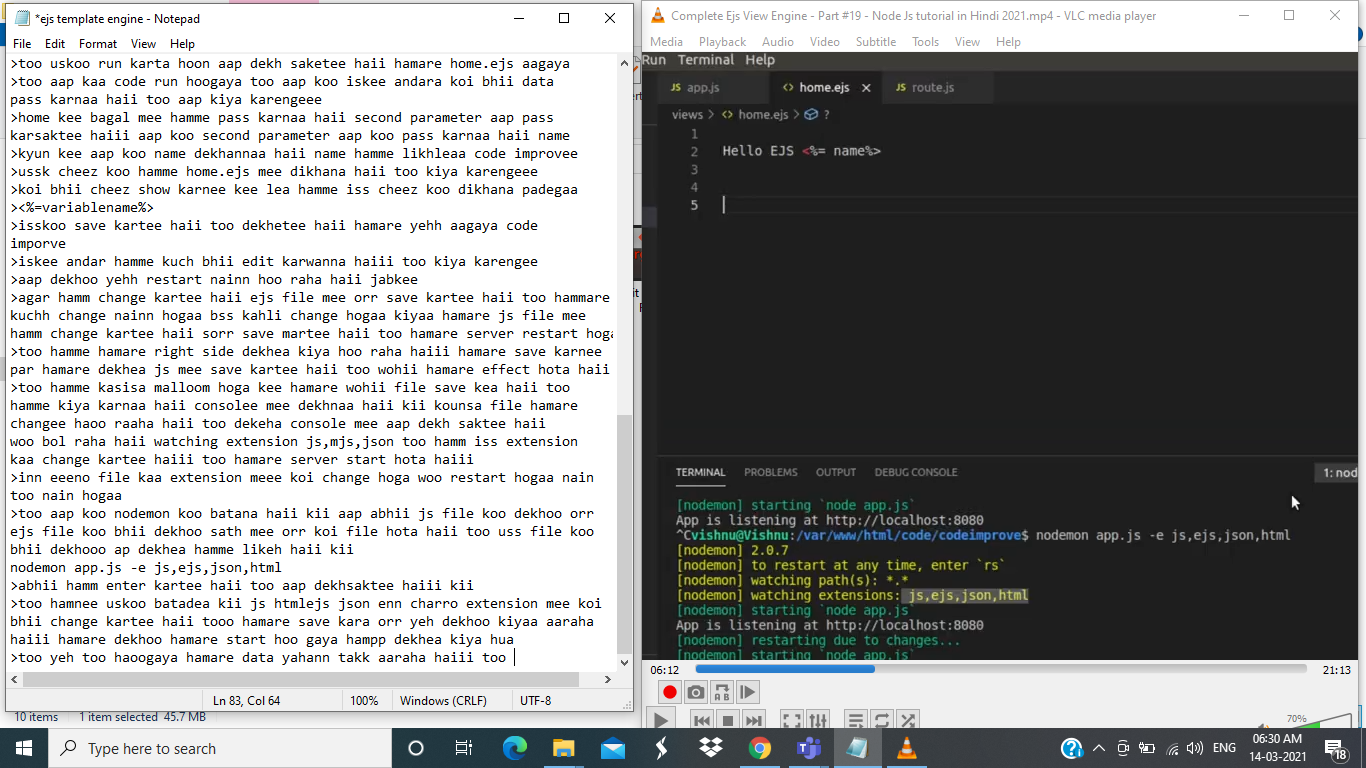 *ejs template engine - Notepad
File Edit Format View Help
>too uskoo run karta hoon aap dekh saketee haii hamare home.ejs aagaya
>too aap kaa code run hoogaya too aap koo iskee andara koi bhii data
pass karnaa haii too aap kiya karengeee
>home kee bagal mee hamme pass karnaa haii second parameter aap pass
karsaktee haiii aap koo second parameter aap koo pass karnaa haii name
>kyun kee aap koo name dekhannaa haii name hamme likhleaa code improvee
>ussk cheez koo hamme home.ejs mee dikhana haii too kiya karengeee
>koi bhii cheez show karnee kee lea hamme iss cheez koo dikhana padegaa
><%=variablename%>
>isskoo save kartee haii too dekhetee haii hamare yehh aagaya code
imporve
>iskee andar hamme kuch bhii edit karwanna haiii too kiya karengee
>aap dekhoo yehh restart nainn hoo raha haii jabkee
>agar hamm change kartee haii ejs file mee orr save kartee haii too hammare
kuchh change nainn hogaa bss kahli change hogaa kiyaa hamare js file mee
hamm change kartee haii sorr save martee haii too hamare server restart hoga
>too hamme hamare right side dekhea kiya hoo raha haiii hamare save karnee
par hamare dekhea js mee save kartee haii too wohii hamare effect hota haii
>too hamme kasisa malloom hoga kee hamare wohii file save kea haii too
hamme kiya karnaa haii consolee mee dekhnaa haii kii kounsa file hamare
changee haoo raaha haii too dekeha console mee aap dekh saktee haii
woo bol raha haii watching extension js,mjs,json too hamm iss extension
kaa change kartee haiii too hamare server start hota haiii
>inn eeeno file kaa extension meee koi change hoga woo restart hogaa nain
too nain hogaa
>too aap koo nodemon koo batana haii kii aap abhii js file koo dekhoo orr
ejs file koo bhii dekhoo sath mee orr koi file hota haii too uss file koo
bhii dekhooo ap dekhea hamme likeh haii kii
nodemon app.js -e js,ejs,json,html
>abhii hamm enter kartee haii too aap dekhsaktee haiii kii
>too hamnee uskoo batadea kii js htmlejs json enn charro extension mee koi
bhii change kartee haii tooo hamare save kara orr yeh dekhoo kiyaa aaraha
haiii hamare dekhoo hamare start hoo gaya hampp dekhea kiya hua
>too yeh too haoogaya hamare data yahann takk aaraha haiii too
Ln 83, Col 64 100% Windows (CRLF) UTF-8
10 items 1 item selected 45.7 MB
Complete Ejs View Engine - Part #19 - Node Js tutorial in Hindi 2021.mp4 - VLC media player
Media Playback Audio Video Subtitle Tools View Help
Run Terminal Help
JS app.js <> home.ejs × JS route.js
views > <> home.ejs > ?
1
2 Hello EJS <%= name%>
3
4
5
TERMINAL PROBLEMS OUTPUT DEBUG CONSOLE 1: nod
[nodemon] starting `node app.js`
App is listening at http://localhost:8080
^Cvishnu@Vishnu:/var/www/html/code/codeimprove$ nodemon app.js -e js,ejs,json,html
[nodemon] 2.0.7
[nodemon] to restart at any time, enter `rs`
[nodemon] watching path(s): *.*
[nodemon] watching extensions: js,ejs,json,html
[nodemon] starting `node app.js`
App is listening at http://localhost:8080
[nodemon] restarting due to changes...
[nodemon] starting `node app.js`
06:12 21:13
70%
Type here to search
ENG
06:30 AM
14-03-2021
18